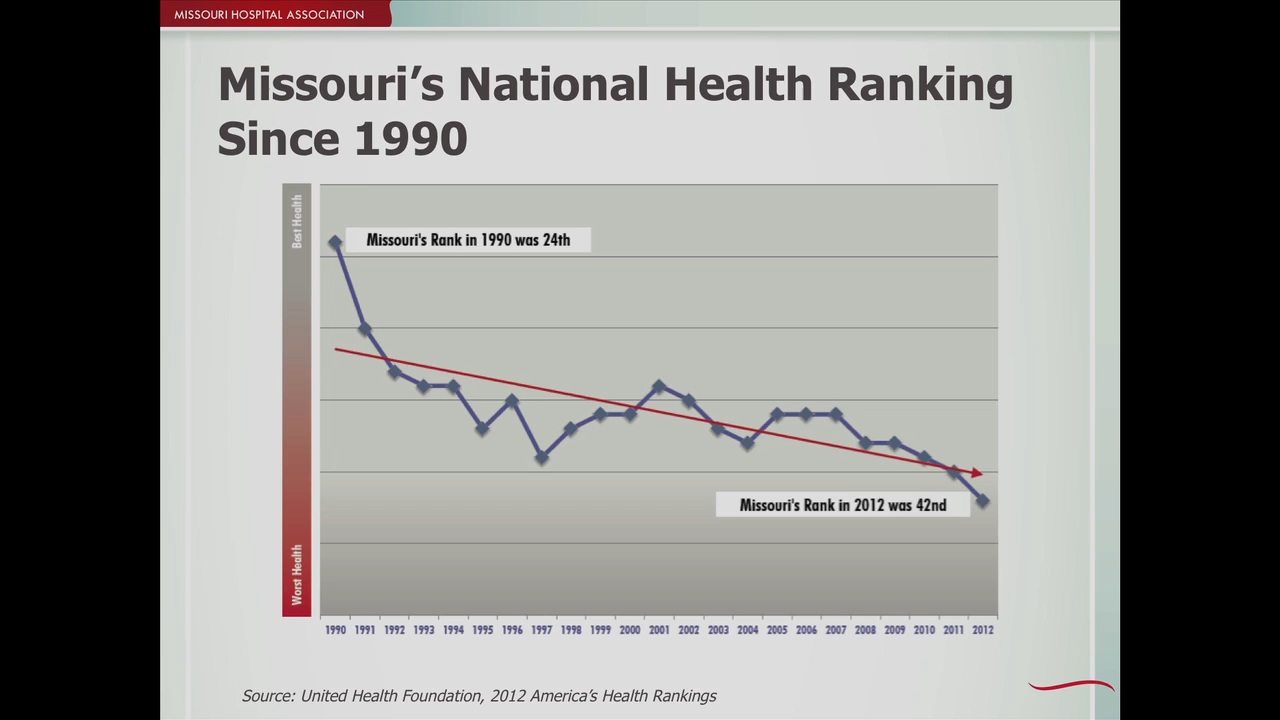 MISSOURI HOSPITAL ASSOCIATION
Missouri’s National Health Ranking
Since 1990
Best Health
Missouri's Rank in 1990 was 24th
Missouri's Rank in 2012 was 42nd
Worst Health
1990 1991 1992 1993 1994 1995 1996 1997 1998 1999 2000 2001 2002 2003 2004 2005 2006 2007 2008 2009 2010 2011 2012
Source: United Health Foundation, 2012 America’s Health Rankings